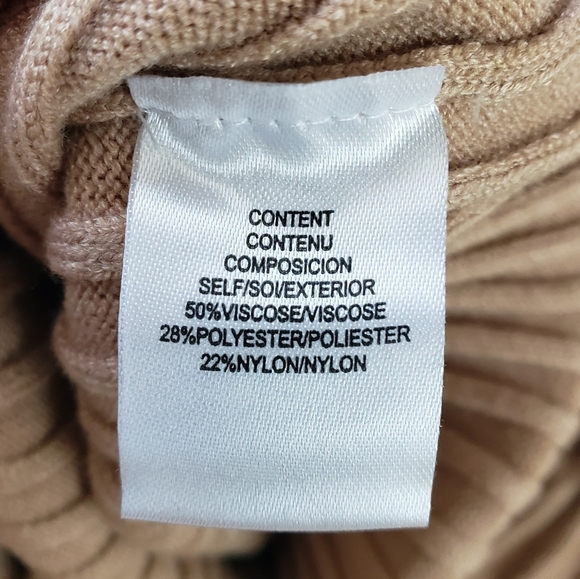 CONTENT
CONTENU
COMPOSICION
SELF/SOI/EXTERIOR
50%VISCOSE/VISCOSE
28%POLYESTER/POLIESTER
22%NYLON/NYLON